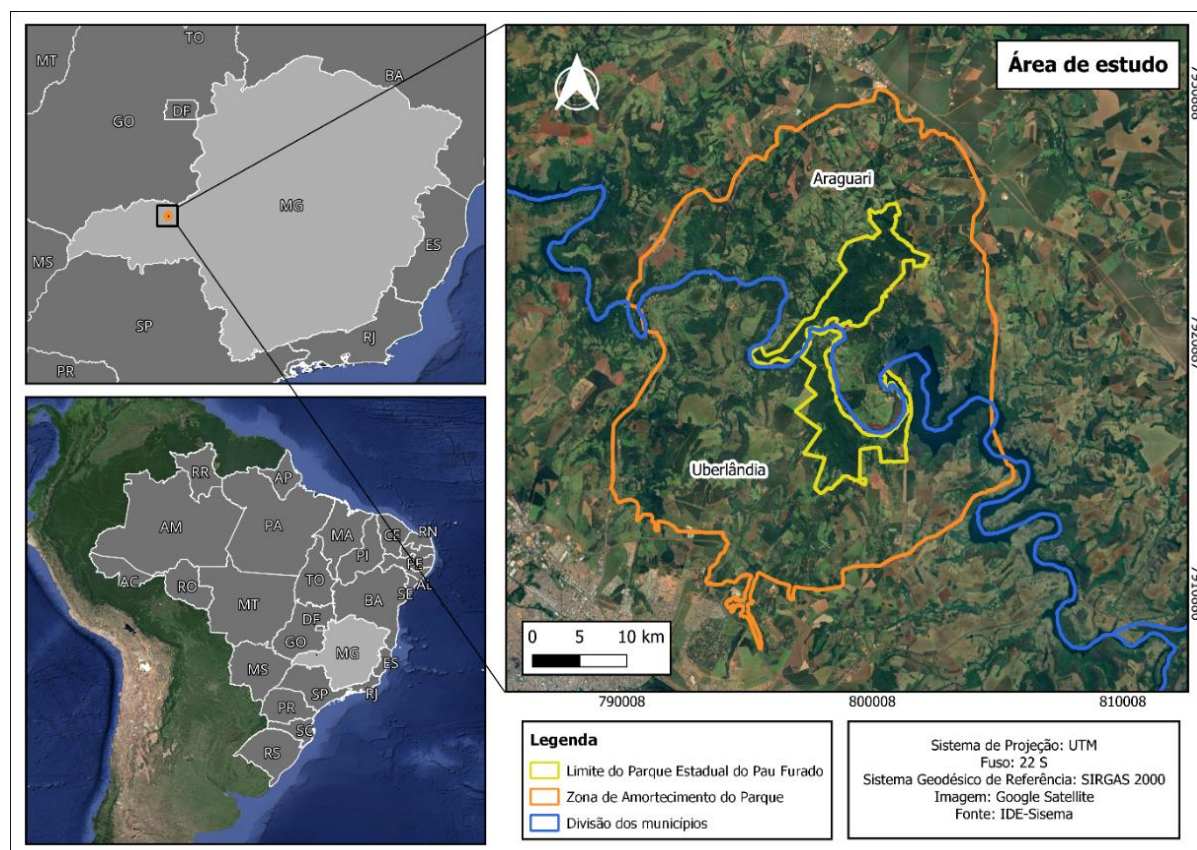 TO
MT
BA
DF
GO
MG
ES
MS
SP
RJ
PR
RR
AP
AM
PA
MA
CE
RN
PI
PE
AC
RO
TO
AL
SE
MT
BA
DF
GO
MG
ES
MS
SP
RJ
PR
SC
RS
Área de estudo
Araguari
Uberlândia
0 5 10 km
790008 800008 810008
Legenda
Limite do Parque Estadual do Pau Furado
Zona de Amortecimento do Parque
Divisão dos municípios
Sistema de Projeção: UTM
Fuso: 22 S
Sistema Geodésico de Referência: SIRGAS 2000
Imagem: Google Satellite
Fonte: IDE-Sisema